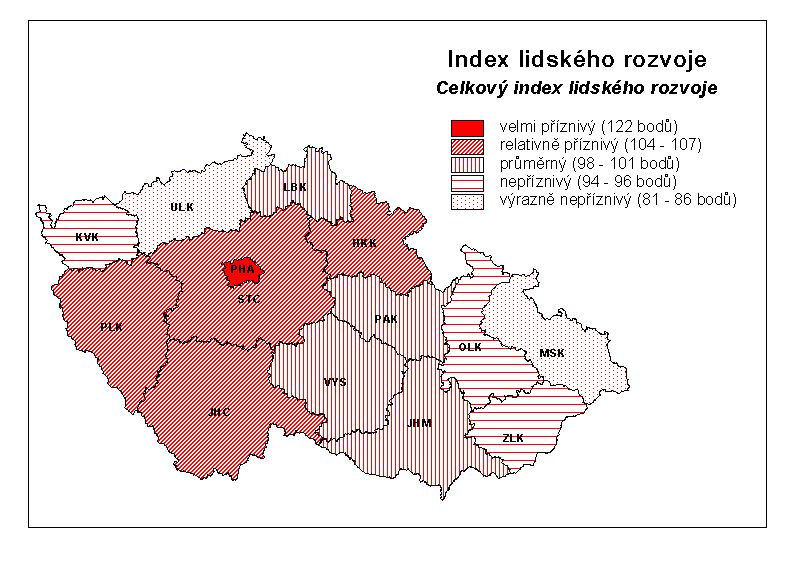 Index lidského rozvoje
Celkový index lidského rozvoje
velmi příznivý (122 bodů)
relativně příznivý (104 - 107)
průměrný (98 - 101 bodů)
nepříznivý (94 - 96 bodů)
výrazně nepříznivý (81 - 86 bodů)
LBK
ULK
KVK
HKK
PHA
STC
PLK
PAK
OLK
MSK
VYS
JHC
JHM
ZLK